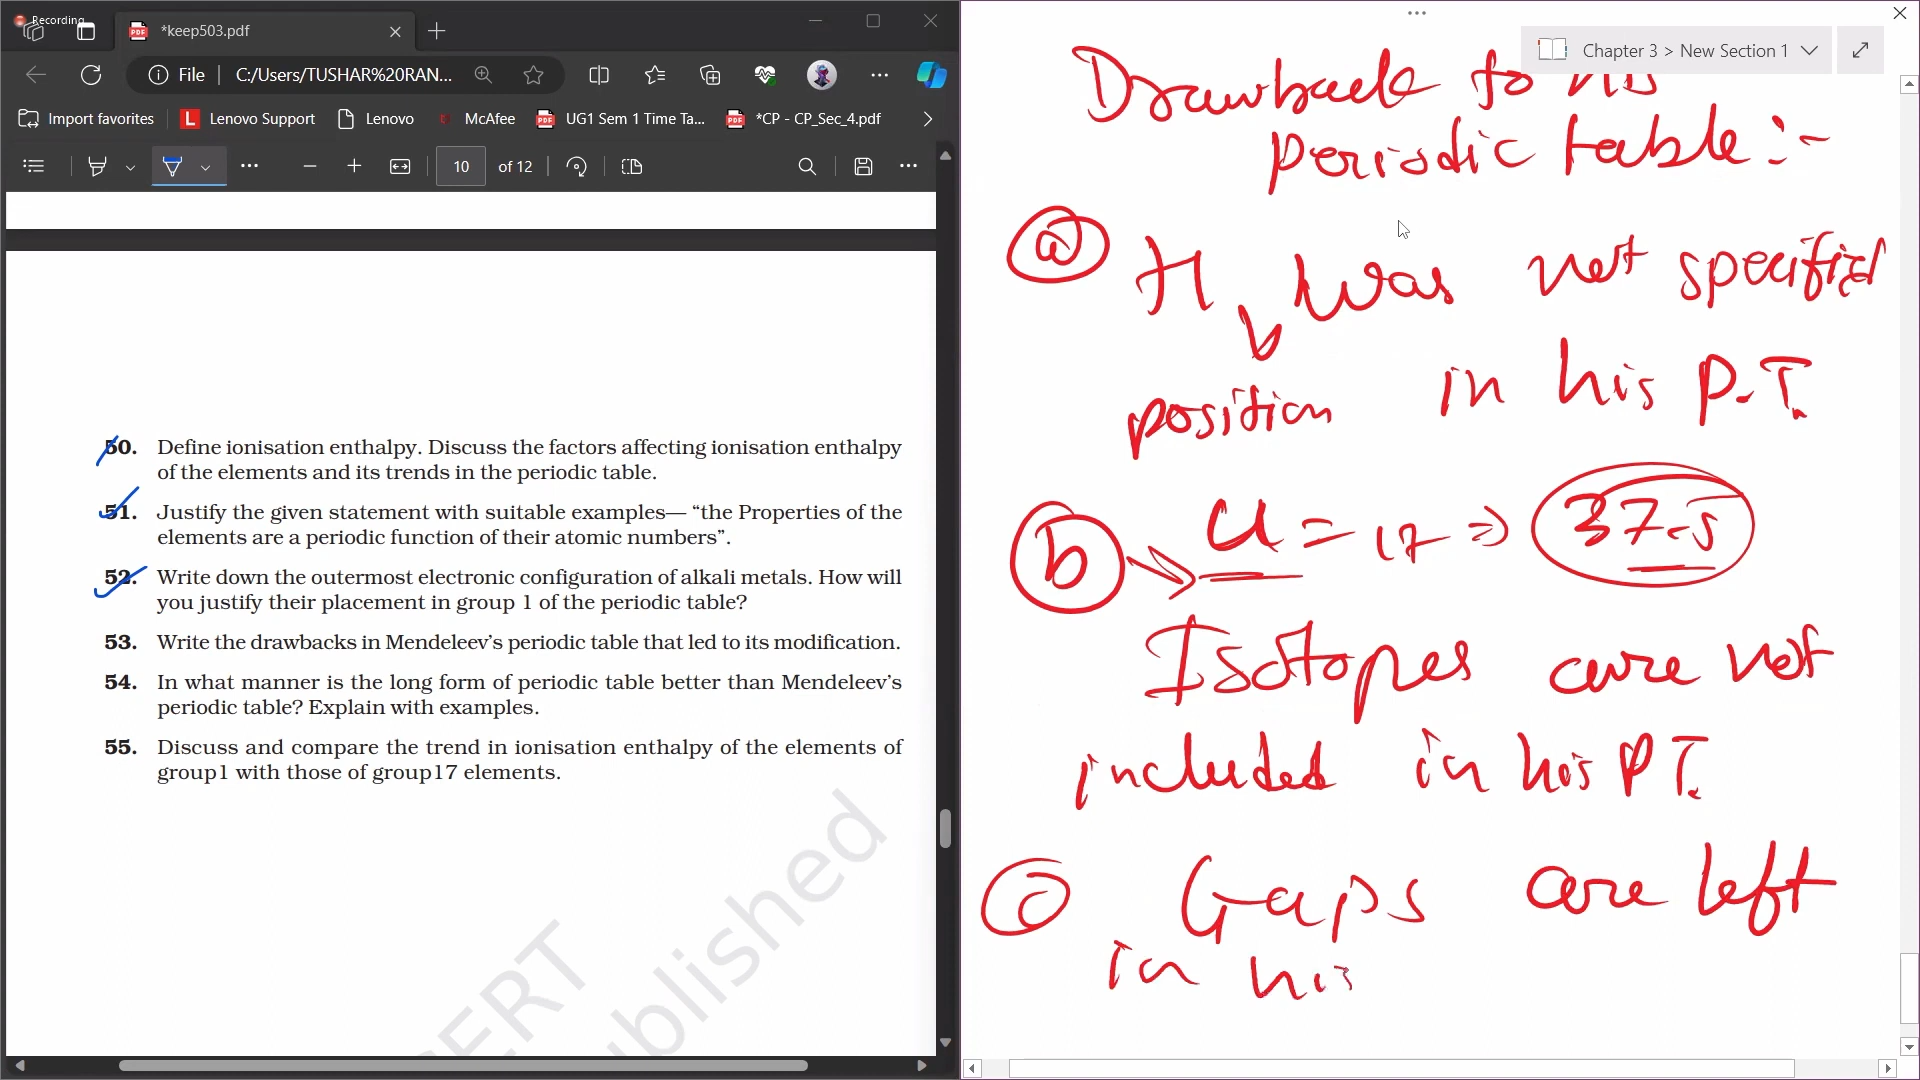 Recording
*keep503.pdf
File
C:/Users/TUSHAR%20RAN...
Import favorites
Lenovo Support
Lenovo
McAfee
UG1 Sem 1 Time Ta...
*CP - CP_Sec_4.pdf
10 of 12
50. Define ionisation enthalpy. Discuss the factors affecting ionisation enthalpy
of the elements and its trends in the periodic table.
51. Justify the given statement with suitable examples— “the Properties of the
elements are a periodic function of their atomic numbers”.
52. Write down the outermost electronic configuration of alkali metals. How will
you justify their placement in group 1 of the periodic table?
53. Write the drawbacks in Mendeleev’s periodic table that led to its modification.
54. In what manner is the long form of periodic table better than Mendeleev’s
periodic table? Explain with examples.
55. Discuss and compare the trend in ionisation enthalpy of the elements of
group1 with those of group17 elements.
blished
Chapter 3 > New Section 1
Drawback to his
periodic table :-
a H was not specified
position in his P.T.
b Cl = 17 ⇒ 37.5
Isotopes are not
included in his P.T.
c Gaps are left
in his